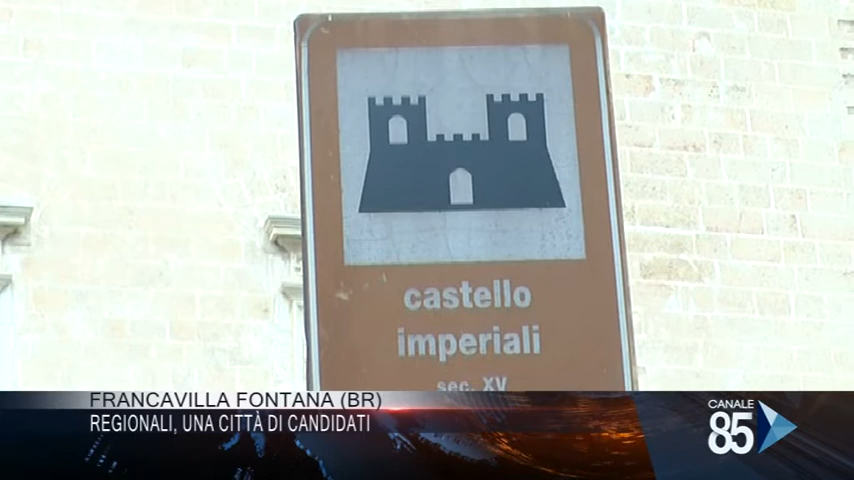 castello
imperiali
sec. XV
FRANCAVILLA FONTANA (BR)
REGIONALI, UNA CITTÀ DI CANDIDATI
CANALE
85